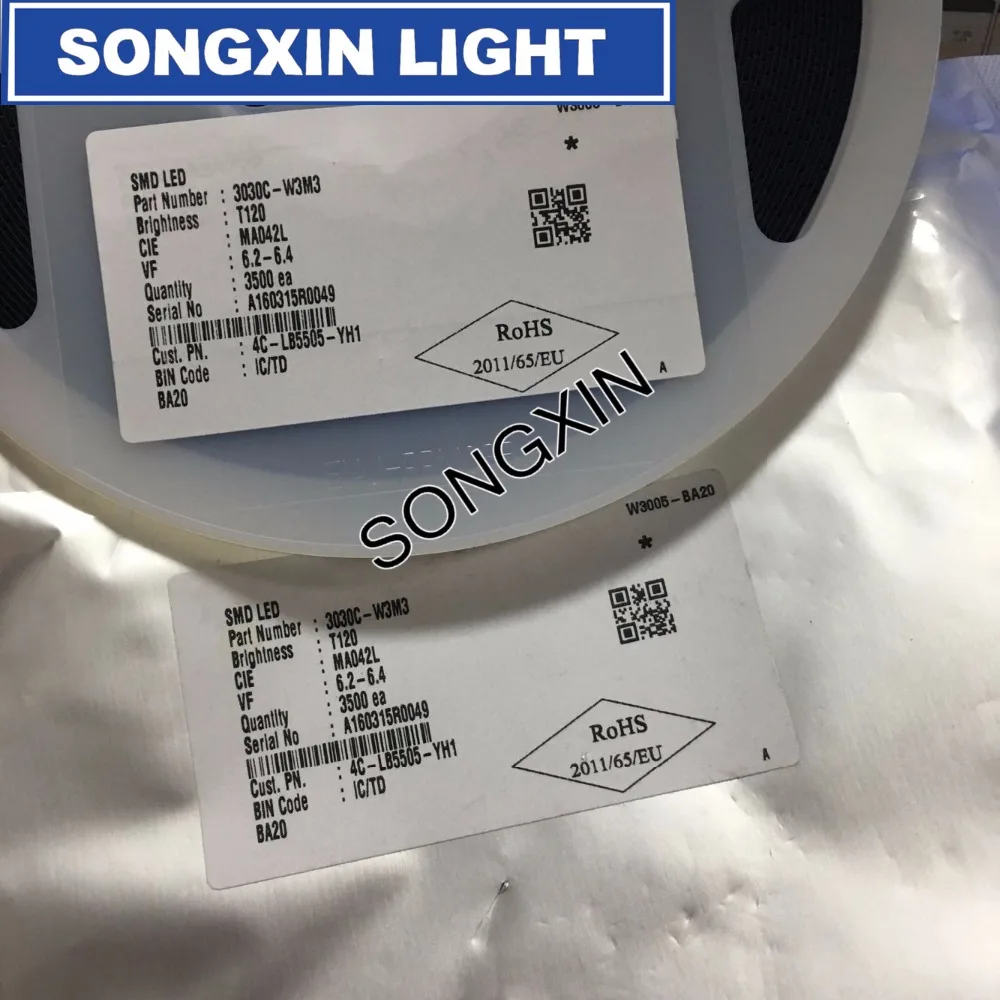 SONGXIN LIGHT
SMD LED
Part Number : 3030C-W3M3
Brightness : T120
CIE : MA042L
VF : 6.2-6.4
Quantity : 3500 ea
Serial No : A160315R0049
Cust. PN. : 4C-LB5505-YH1
BIN Code : IC/TD
BA20
*
RoHS
2011/65/EU
A
SONGXIN
W3005-BA20
*
SMD LED
Part Number : 3030C-W3M3
Brightness : T120
CIE : MA042L
VF : 6.2-6.4
Quantity : 3500 ea
Serial No : A160315R0049
Cust. PN. : 4C-LB5505-YH1
BIN Code : IC/TD
BA20
RoHS
2011/65/EU
A